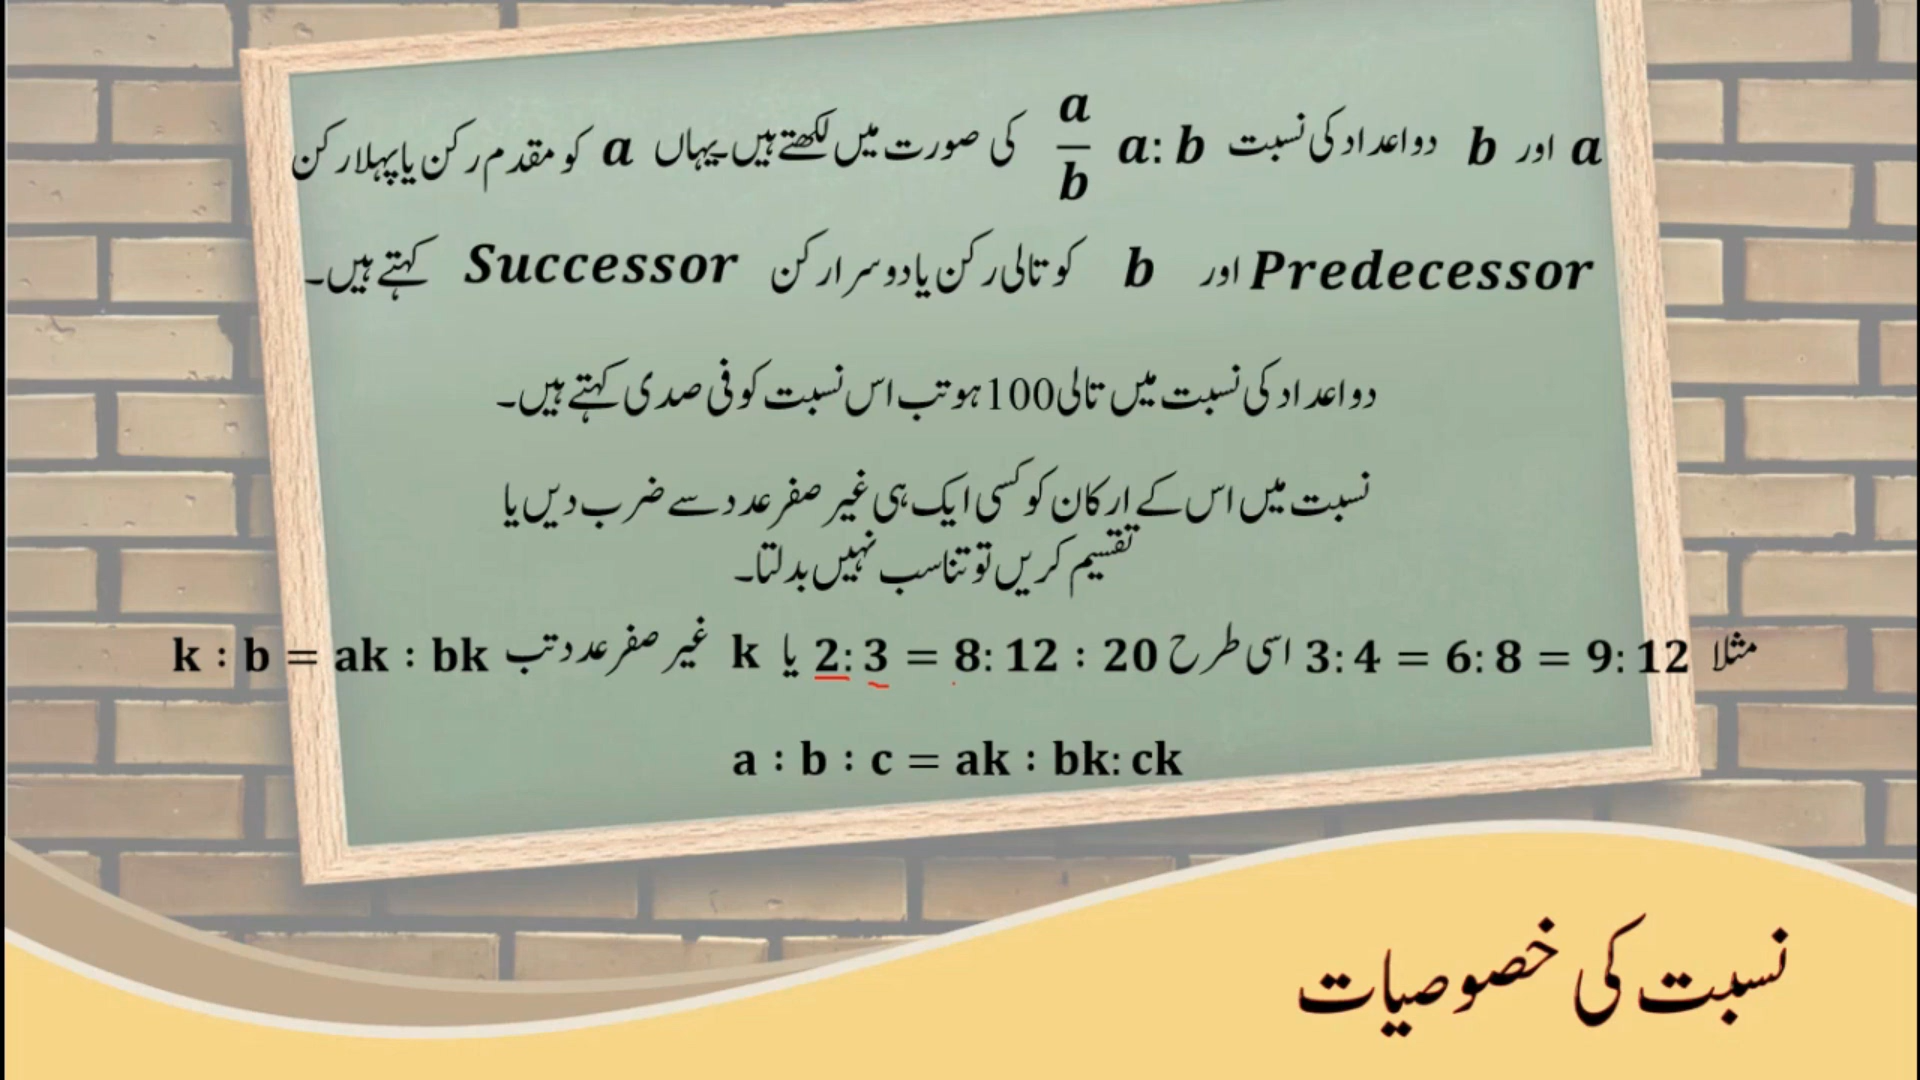 a اور b دو اعداد کی نسبت a:b a/b کی صورت میں لکھتے ہیں یہاں a کو مقدم رکن یا پہلا رکن
Predecessor اور b کو تالی رکن یا دوسرا رکن Successor کہتے ہیں۔
دو اعداد کی نسبت میں تالی 100 ہو تب اس نسبت کو فی صدی کہتے ہیں۔
نسبت میں اس کے ارکان کو کسی ایک ہی غیر صفر عدد سے ضرب دیں یا
تقسیم کریں تو تناسب نہیں بدلتا۔
مثلا 3:4 = 6:8 = 9:12 اسی طرح 2:3 = 8:12 : 20 یا k غیر صفر عدد تب k : b = ak : bk
a : b : c = ak : bk: ck
نسبت کی خصوصیات